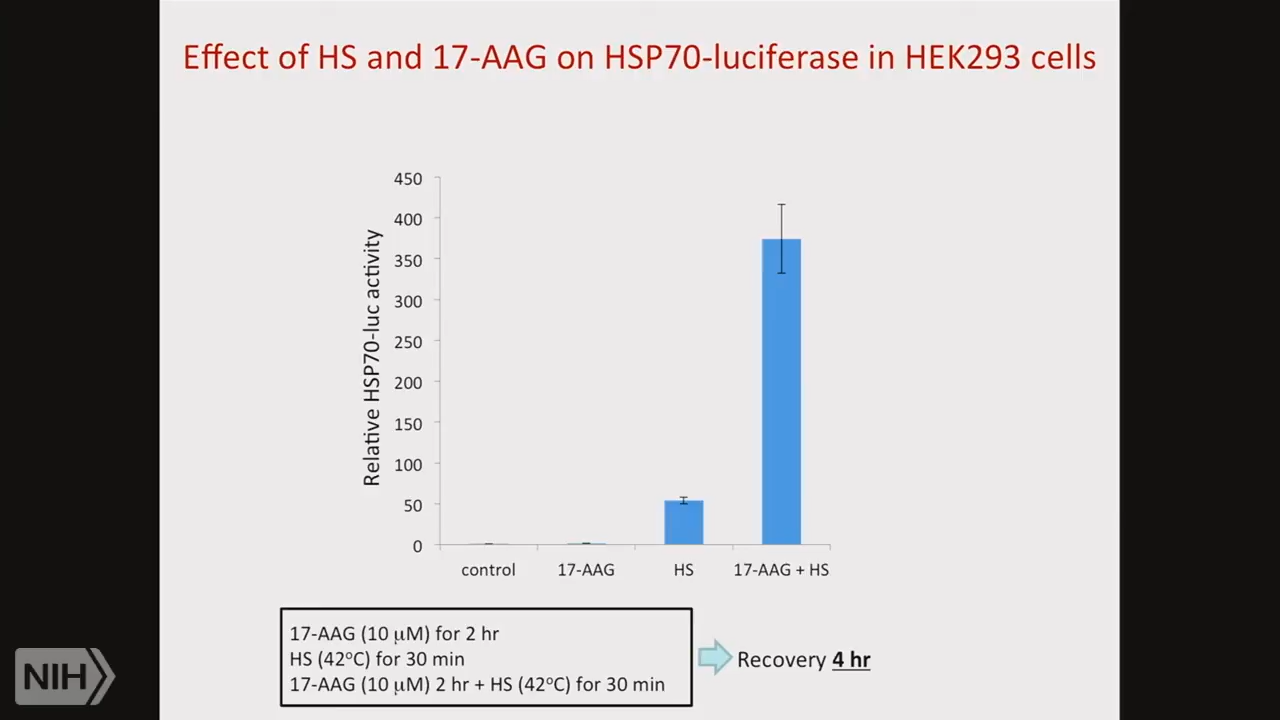 Effect of HS and 17-AAG on HSP70-luciferase in HEK293 cells
Relative HSP70-luc activity
450
400
350
300
250
200
150
100
50
0
control 17-AAG HS 17-AAG + HS
17-AAG (10 μM) for 2 hr
HS (42°C) for 30 min
17-AAG (10 μM) 2 hr + HS (42°C) for 30 min
Recovery 4 hr
NIH